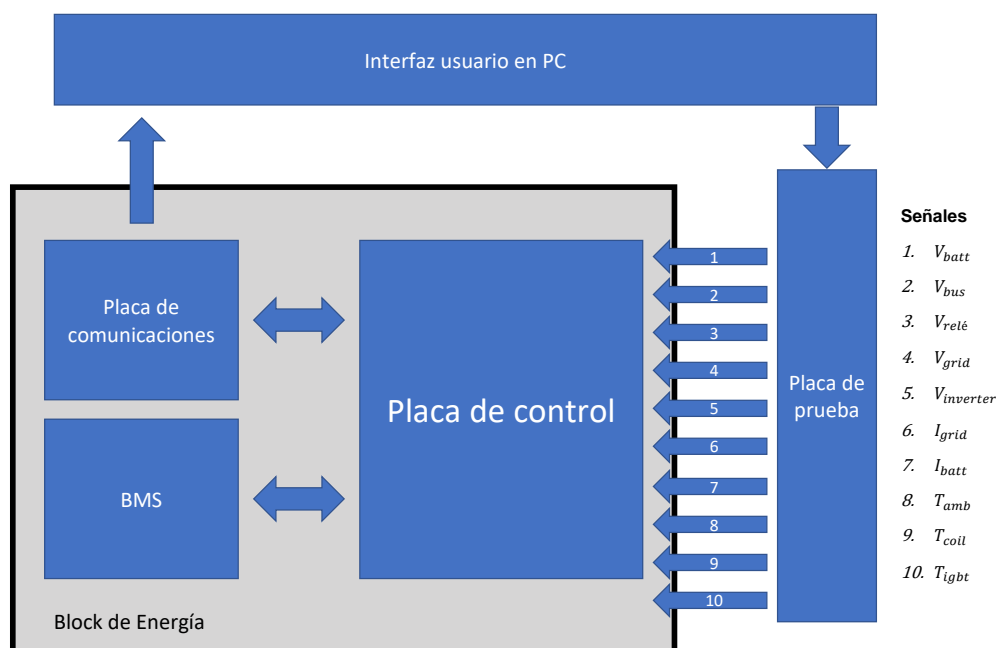 Interfaz usuario en PC
Placa de
comunicaciones
BMS
Placa de control
Block de Energía
1
2
3
4
5
6
7
8
9
10
Placa de
prueba
Señales
1. V_batt
2. V_bus
3. V_relé
4. V_grid
5. V_inverter
6. I_grid
7. I_batt
8. T_amb
9. T_coil
10. T_igbt